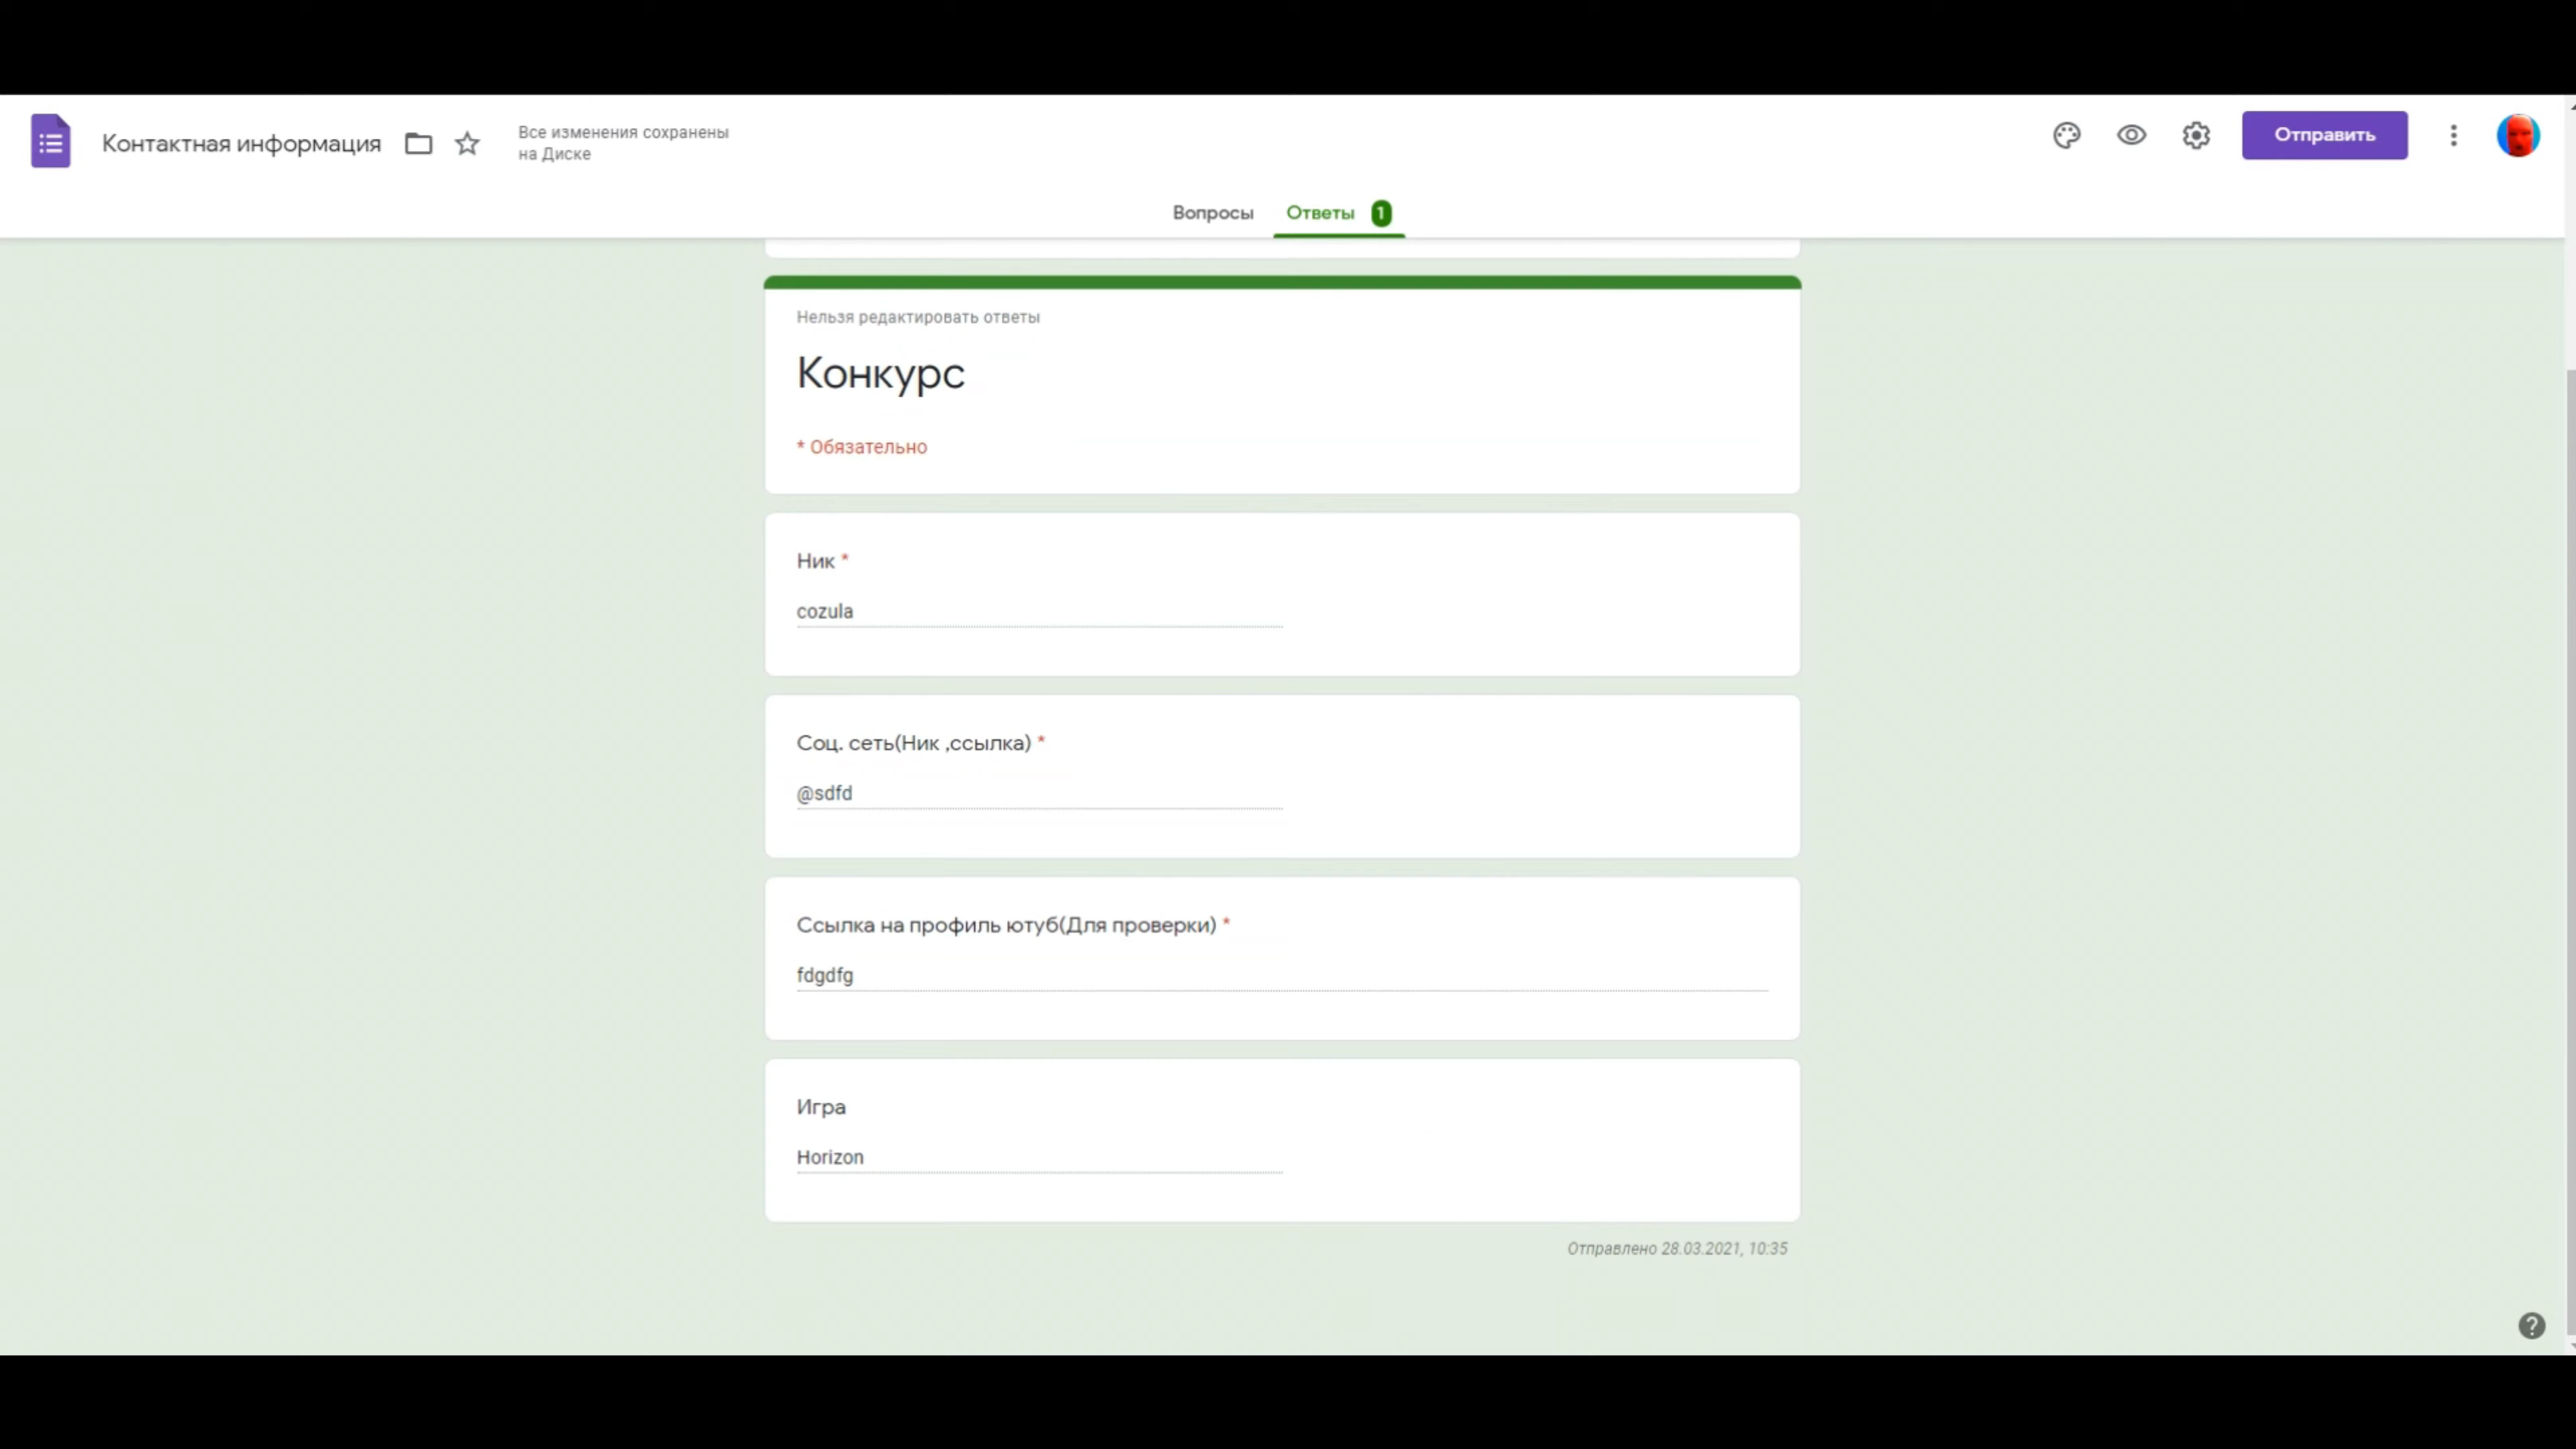 Контактная информация
Все изменения сохранены
на Диске
Отправить
Вопросы
Ответы 1
Нельзя редактировать ответы
Конкурс
* Обязательно
Ник *
cozula
Соц. сеть(Ник ,ссылка) *
@sdfd
Ссылка на профиль ютуб(Для проверки) *
fdgdfg
Игра
Horizon
Отправлено 28.03.2021, 10:35